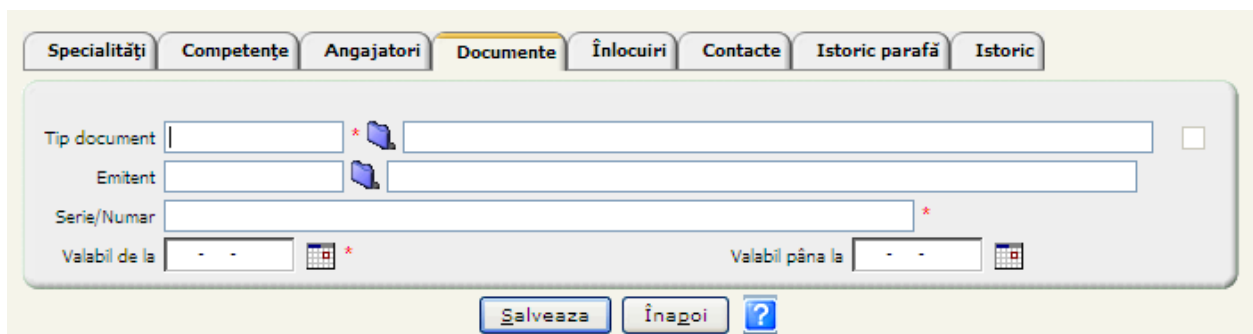 Specialități Competențe Angajatori Documente Înlocuiri Contacte Istoric parafă Istoric
Tip document *
Emitent
Serie/Numar *
Valabil de la - - * Valabil pâna la - -
Salveaza Înapoi ?